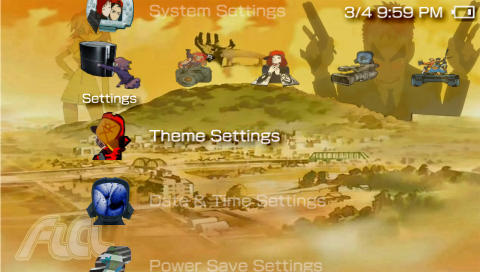 System Settings
3/4 9:59 PM
Settings
Theme Settings
Date & Time Settings
FLCL
Power Save Settings